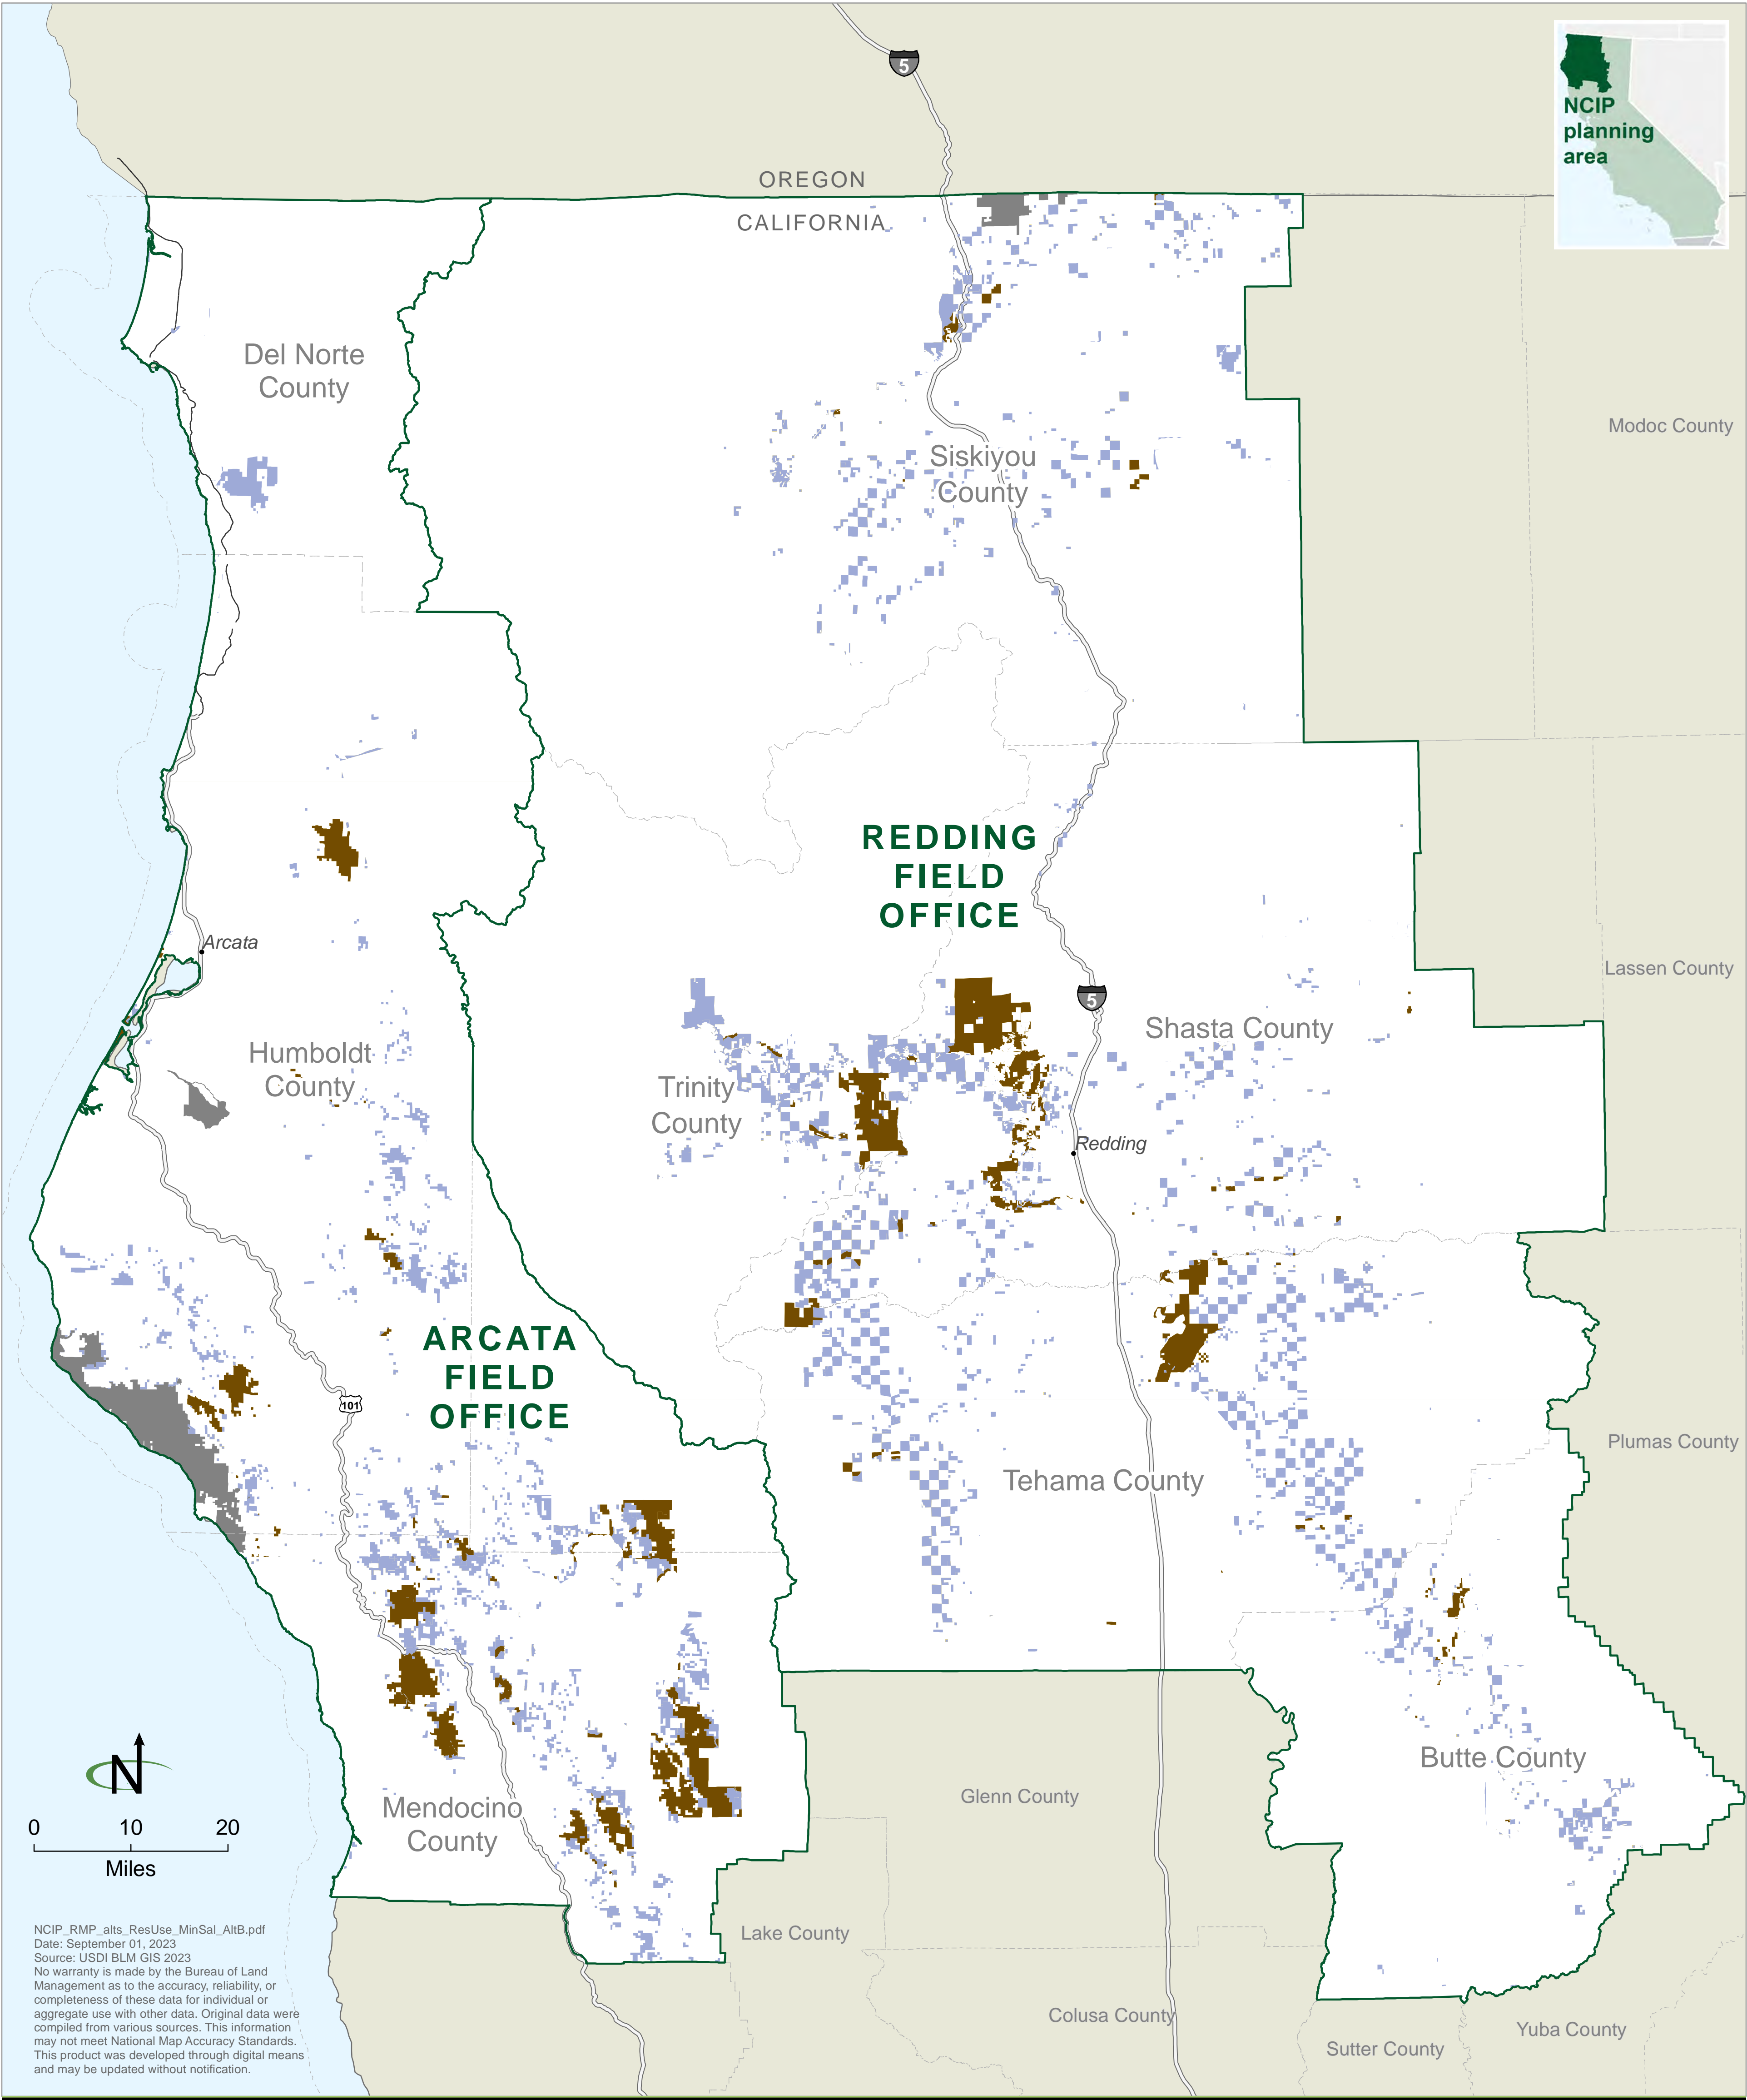 5
NCIP
planning
area
OREGON
CALIFORNIA
Del Norte
County
Modoc County
Siskiyou
County
REDDING
FIELD
OFFICE
Arcata
Lassen County
5
Shasta County
Humboldt
County
Trinity
County
Redding
ARCATA
FIELD
OFFICE
101
Plumas County
Tehama County
Butte County
N
Glenn County
Mendocino
County
0 10 20
Miles
NCIP_RMP_alts_ResUse_MinSal_AltB.pdf
Date: September 01, 2023
Source: USDI BLM GIS 2023
No warranty is made by the Bureau of Land
Management as to the accuracy, reliability, or
completeness of these data for individual or
aggregate use with other data. Original data were
compiled from various sources. This information
may not meet National Map Accuracy Standards.
This product was developed through digital means
and may be updated without notification.
Lake County
Colusa County
Sutter County
Yuba County